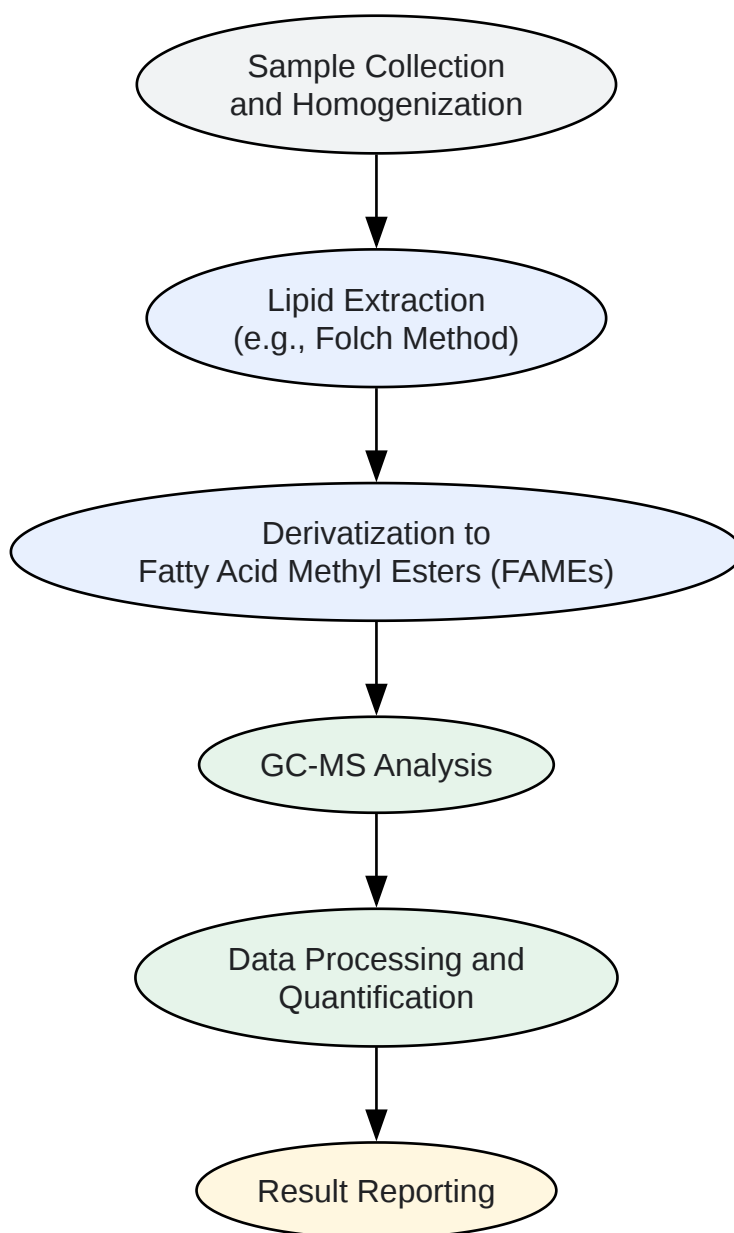 Sample Collection
and Homogenization
Lipid Extraction
(e.g., Folch Method)
Derivatization to
Fatty Acid Methyl Esters (FAMEs)
GC-MS Analysis
Data Processing and
Quantification
Result Reporting